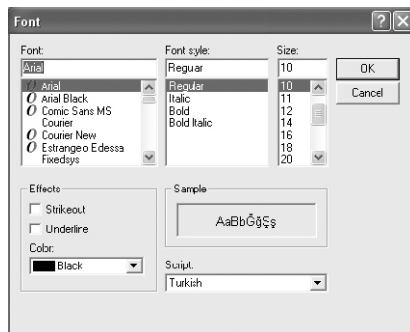 Font
Font: Font style: Size:
Arial Reguar 10 OK
Arial Regular 10 Cancel
O Arial Black Italic 11
O Comic Sans MS Bold 12
Courier Bold Italic 14
O Courier New 16
O Estrangeo Edessa 18
Fixedsys 20
Effects Sample
Strikeout
Underlire AaBbĞğŞş
Color:
Black Script:
Turkish